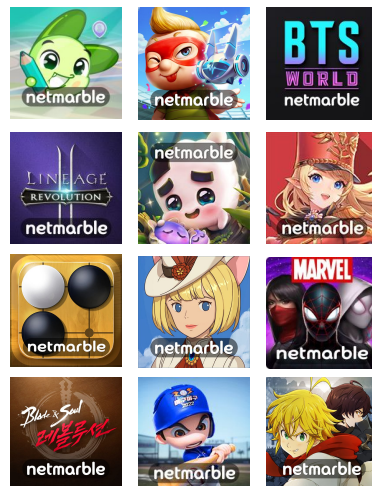 netmarble
netmarble
BTS
WORLD
netmarble
LINEAGE
II
REVOLUTION
netmarble
netmarble
netmarble
netmarble
netmarble
MARVEL
netmarble
Blade & Soul
레볼루션
netmarble
netmarble
netmarble